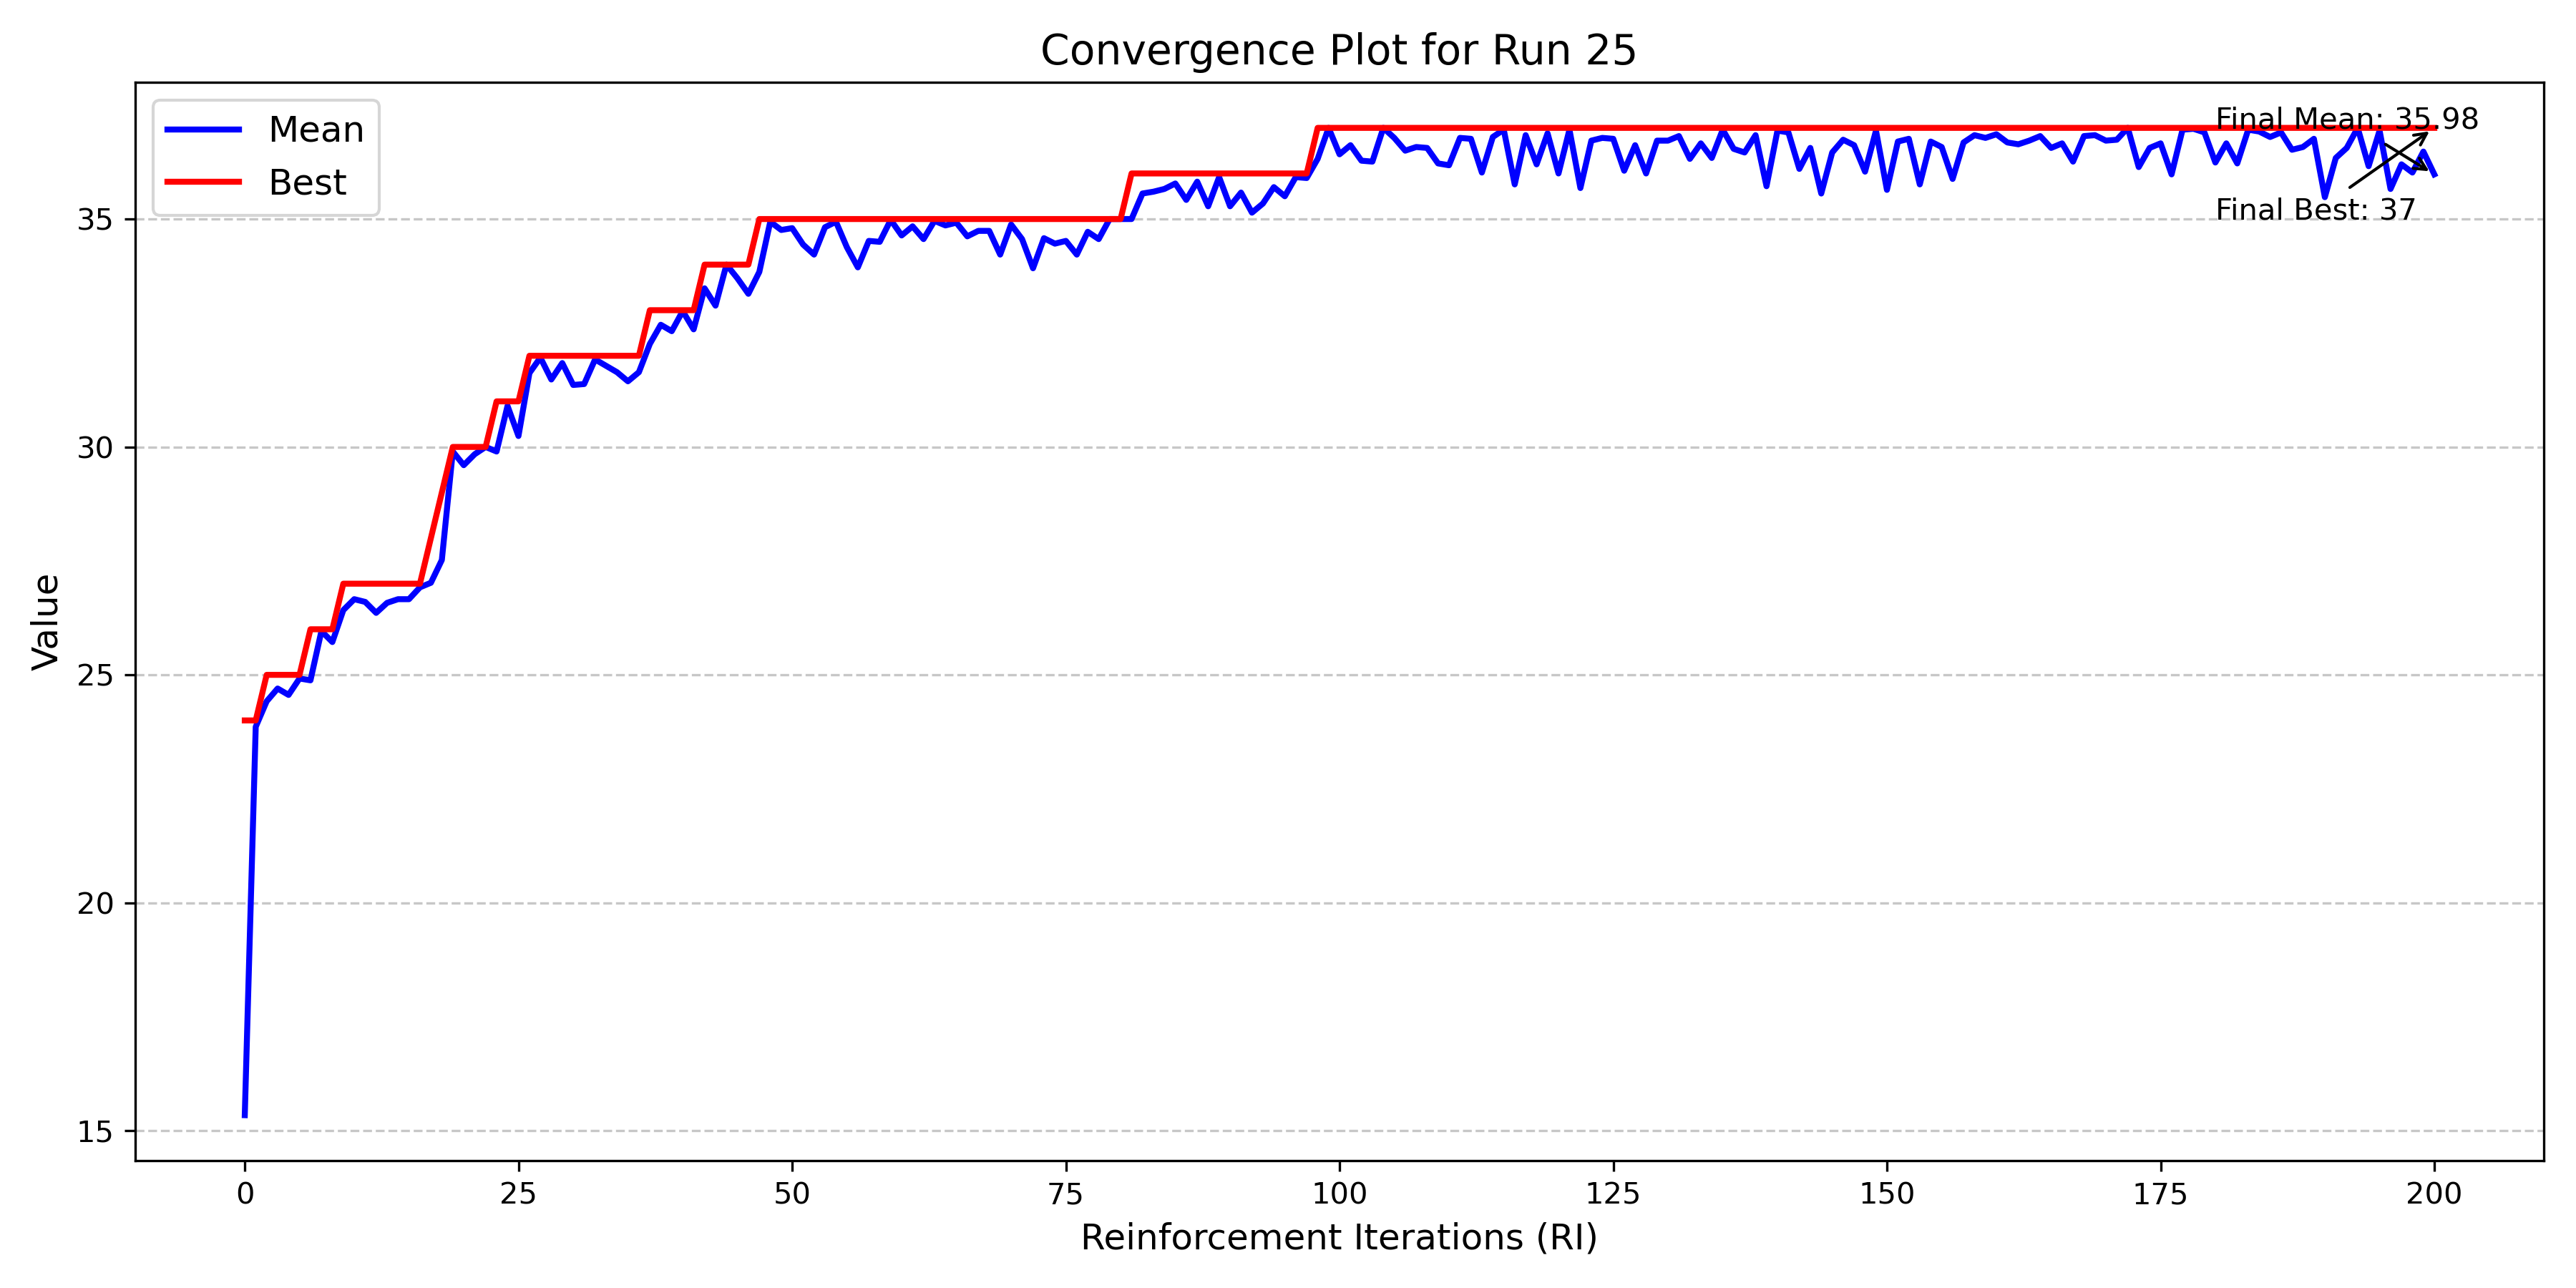 Convergence Plot for Run 25
Mean
Best
Final Mean: 35.98
Final Best: 37
Value
35
30
25
20
15
0 25 50 75 100 125 150 175 200
Reinforcement Iterations (RI)